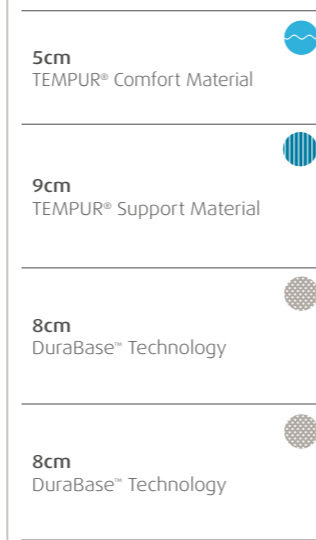 5cm
TEMPUR® Comfort Material
9cm
TEMPUR® Support Material
8cm
DuraBase™ Technology
8cm
DuraBase™ Technology